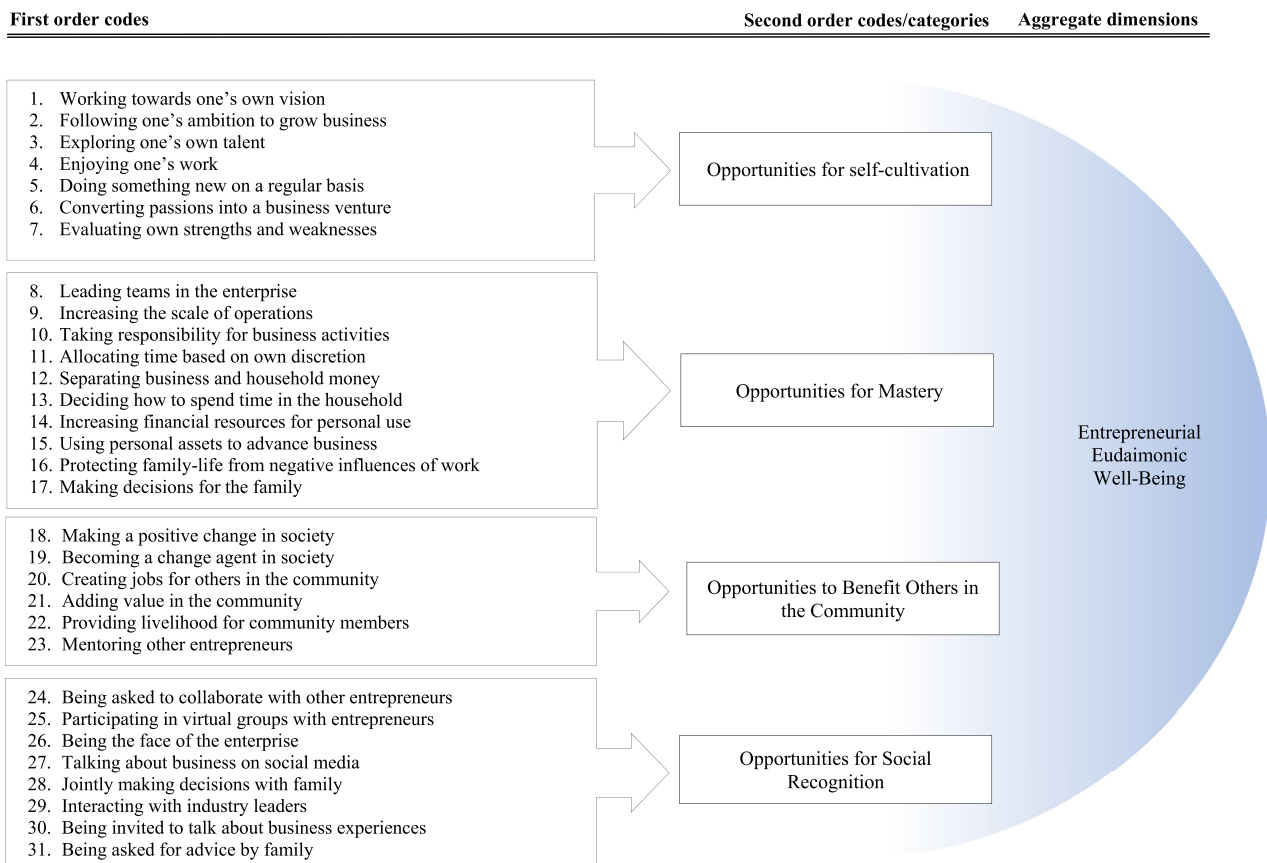 First order codes
Second order codes/categories
Aggregate dimensions
1. Working towards one's own vision
2. Following one's ambition to grow business
3. Exploring one's own talent
4. Enjoying one's work
5. Doing something new on a regular basis
6. Converting passions into a business venture
7. Evaluating own strengths and weaknesses
Opportunities for self-cultivation
8. Leading teams in the enterprise
9. Increasing the scale of operations
10. Taking responsibility for business activities
11. Allocating time based on own discretion
12. Separating business and household money
13. Deciding how to spend time in the household
14. Increasing financial resources for personal use
15. Using personal assets to advance business
16. Protecting family-life from negative influences of work
17. Making decisions for the family
Opportunities for Mastery
18. Making a positive change in society
19. Becoming a change agent in society
20. Creating jobs for others in the community
21. Adding value in the community
22. Providing livelihood for community members
23. Mentoring other entrepreneurs
Opportunities to Benefit Others in
the Community
24. Being asked to collaborate with other entrepreneurs
25. Participating in virtual groups with entrepreneurs
26. Being the face of the enterprise
27. Talking about business on social media
28. Jointly making decisions with family
29. Interacting with industry leaders
30. Being invited to talk about business experiences
31. Being asked for advice by family
Opportunities for Social
Recognition
Entrepreneurial
Eudaimonic
Well-Being